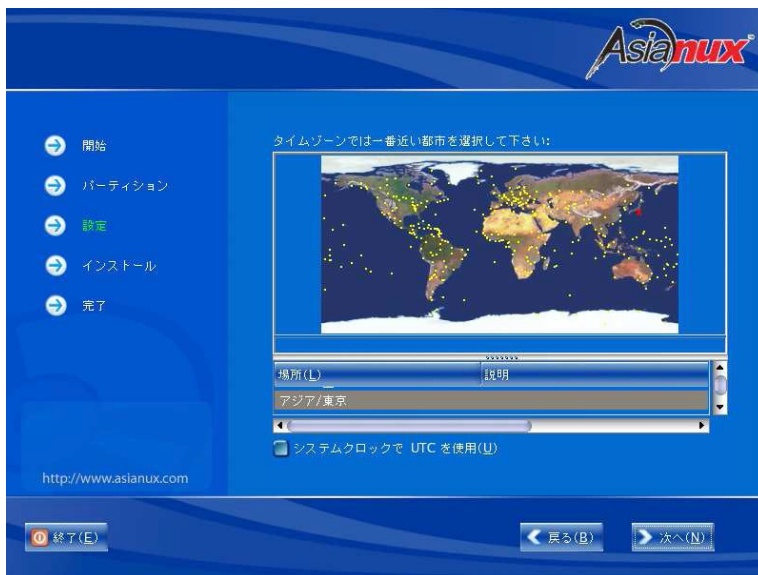 Asianux
開始
パーティション
設定
インストール
完了
http://www.asianux.com
タイムゾーンでは一番近い都市を選択して下さい:
場所(L) 説明
アジア/東京
システムクロックで UTC を使用(U)
終了(E)
戻る(B)
次へ(N)